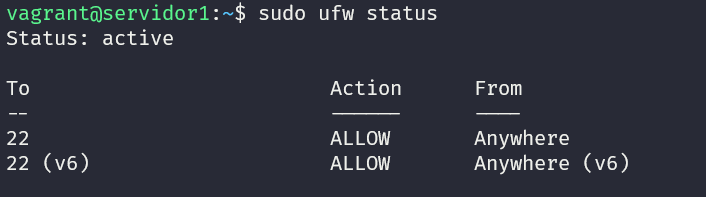 vagrant@servidor1:~$ sudo ufw status
Status: active
To Action From
-- ------ ----
22 ALLOW Anywhere
22 (v6) ALLOW Anywhere (v6)